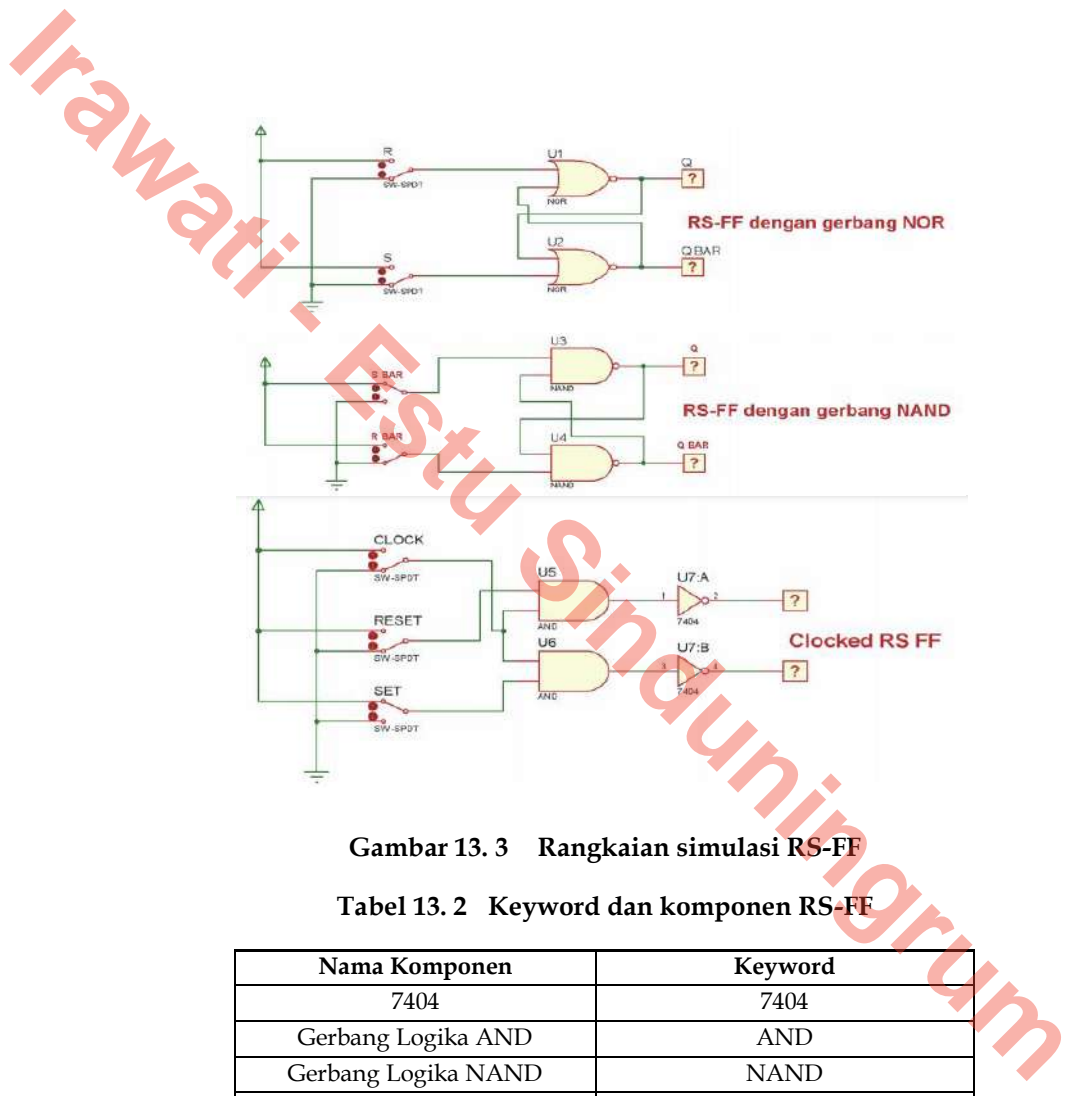 Irawati - Estu Sinduningrum
R
SW-SPDT
U1
NOR
Q
?
RS-FF dengan gerbang NOR
S
SW-SPDT
U2
NOR
Q BAR
?
S BAR
U3
NAND
Q
?
RS-FF dengan gerbang NAND
R BAR
U4
NAND
Q BAR
?
CLOCK
SW-SPDT
U5
AND
U7:A
1
2
7404
?
RESET
SW-SPDT
U6
AND
U7:B
3
4
7404
?
Clocked RS FF
SET
SW-SPDT
Gambar 13. 3 Rangkaian simulasi RS-FF
Tabel 13. 2 Keyword dan komponen RS-FF
Nama Komponen Keyword
7404 7404
Gerbang Logika AND AND
Gerbang Logika NAND NAND